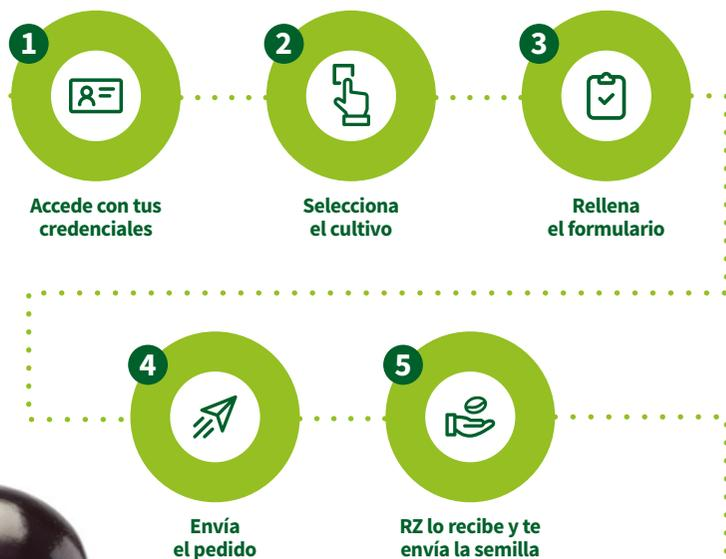 1
2
3
Accede con tus
credenciales
Selecciona
el cultivo
Rellena
el formulario
4
5
Envía
el pedido
RZ lo recibe y te
envía la semilla